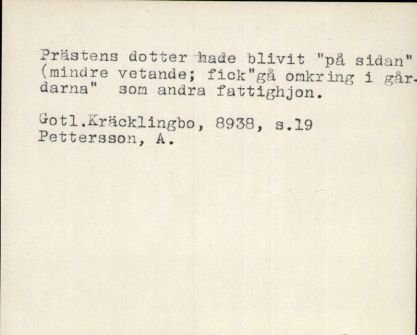 Prästens dotter hade blivit "på sidan"
(mindre vetande; fick"gå omkring i går-
darna" som andra fattighjon.
Gotl.Kräcklingbo, 8938, s.19
Pettersson, A.